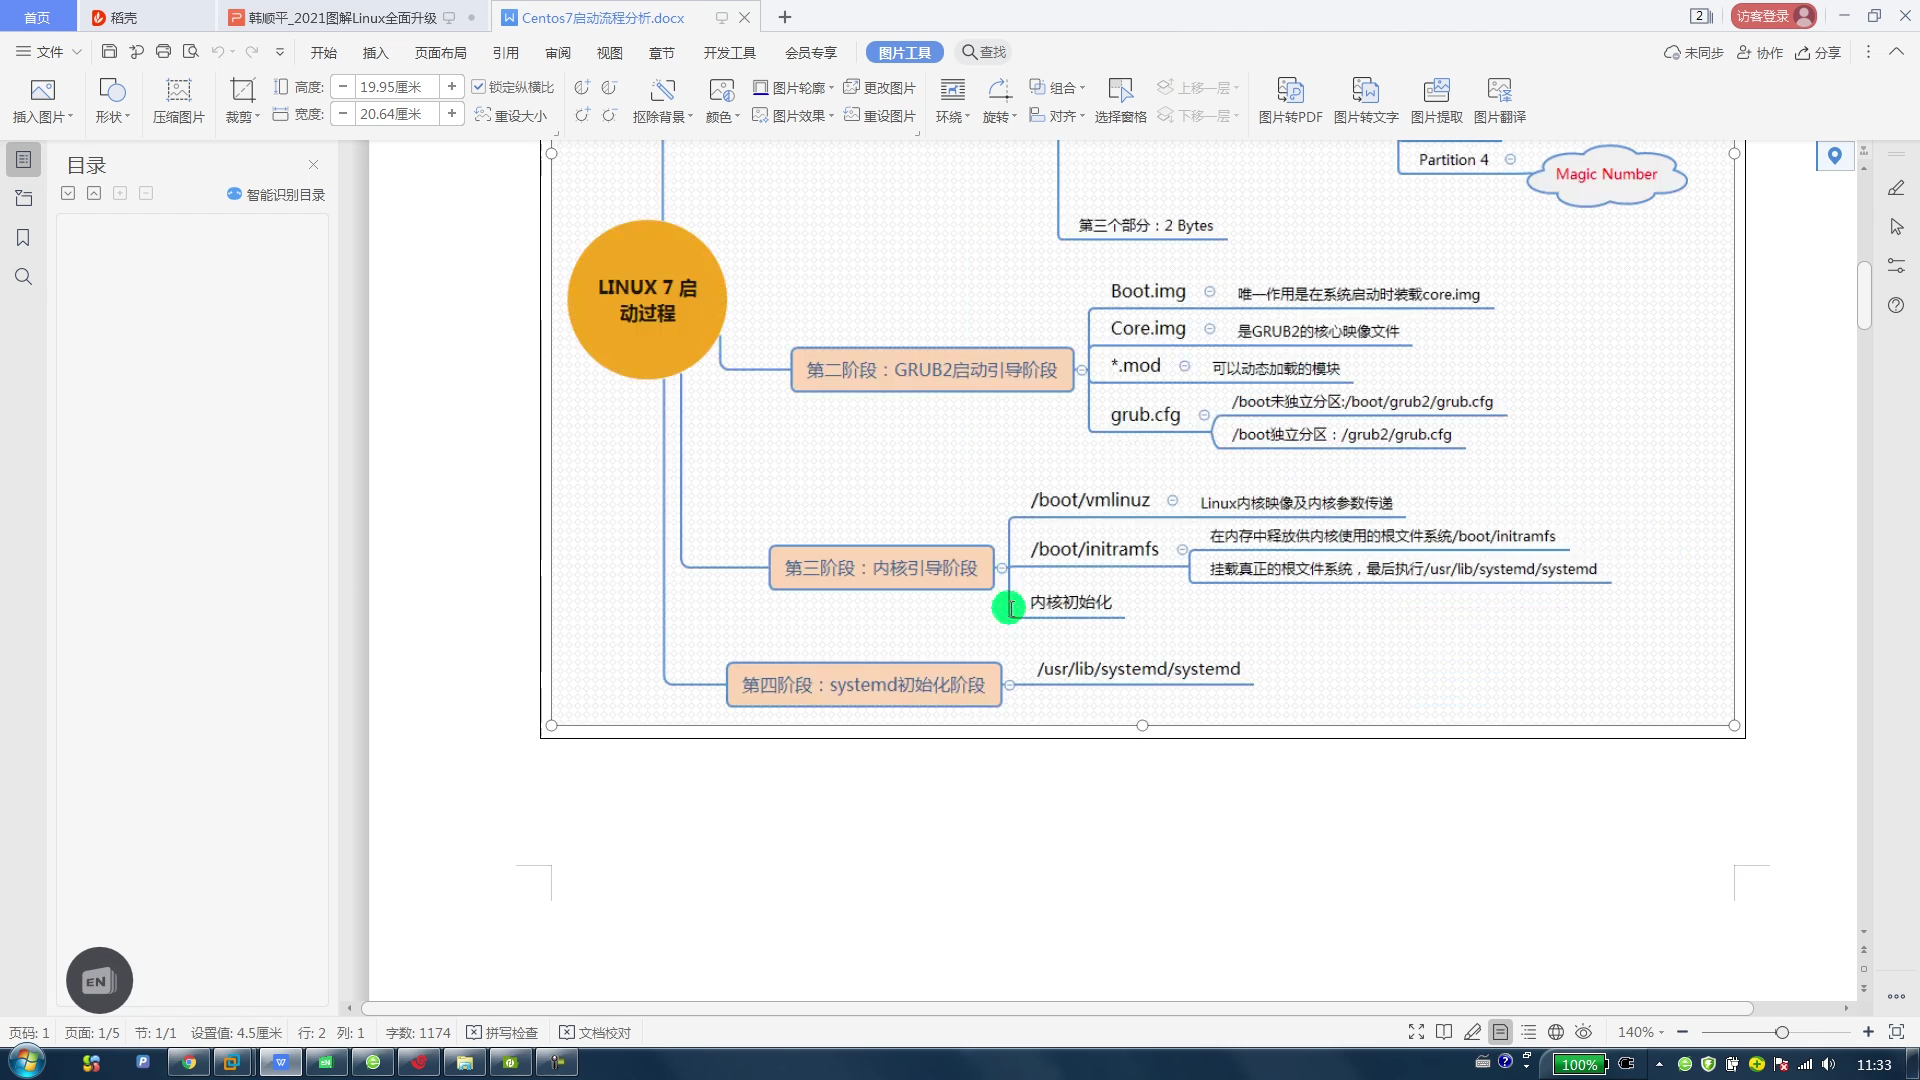 首页
稻壳
韩顺平_2021图解Linux全面升级
Centos7启动流程分析.docx
2
访客登录
文件
开始
插入
页面布局
引用
审阅
视图
章节
开发工具
会员专享
图片工具
查找
未同步
协作
分享
高度:
19.95厘米
锁定纵横比
图片轮廓
更改图片
组合
上移一层
宽度:
20.64厘米
重设大小
图片效果
重设图片
对齐
下移一层
插入图片
形状
压缩图片
裁剪
抠除背景
颜色
环绕
旋转
选择窗格
图片转PDF
图片转文字
图片提取
图片翻译
目录
智能识别目录
Partition 4
Magic Number
第三个部分：2 Bytes
LINUX 7 启
动过程
Boot.img
唯一作用是在系统启动时装载core.img
Core.img
是GRUB2的核心映像文件
第二阶段：GRUB2启动引导阶段
*.mod
可以动态加载的模块
grub.cfg
/boot未独立分区:/boot/grub2/grub.cfg
/boot独立分区：/grub2/grub.cfg
/boot/vmlinuz
Linux内核映像及内核参数传递
第三阶段：内核引导阶段
/boot/initramfs
在内存中释放供内核使用的根文件系统/boot/initramfs
挂载真正的根文件系统，最后执行/usr/lib/systemd/systemd
内核初始化
第四阶段：systemd初始化阶段
/usr/lib/systemd/systemd
EN
页码: 1
页面: 1/5
节: 1/1
设置值: 4.5厘米
行: 2
列: 1
字数: 1174
拼写检查
文档校对
140%
100%
11:33